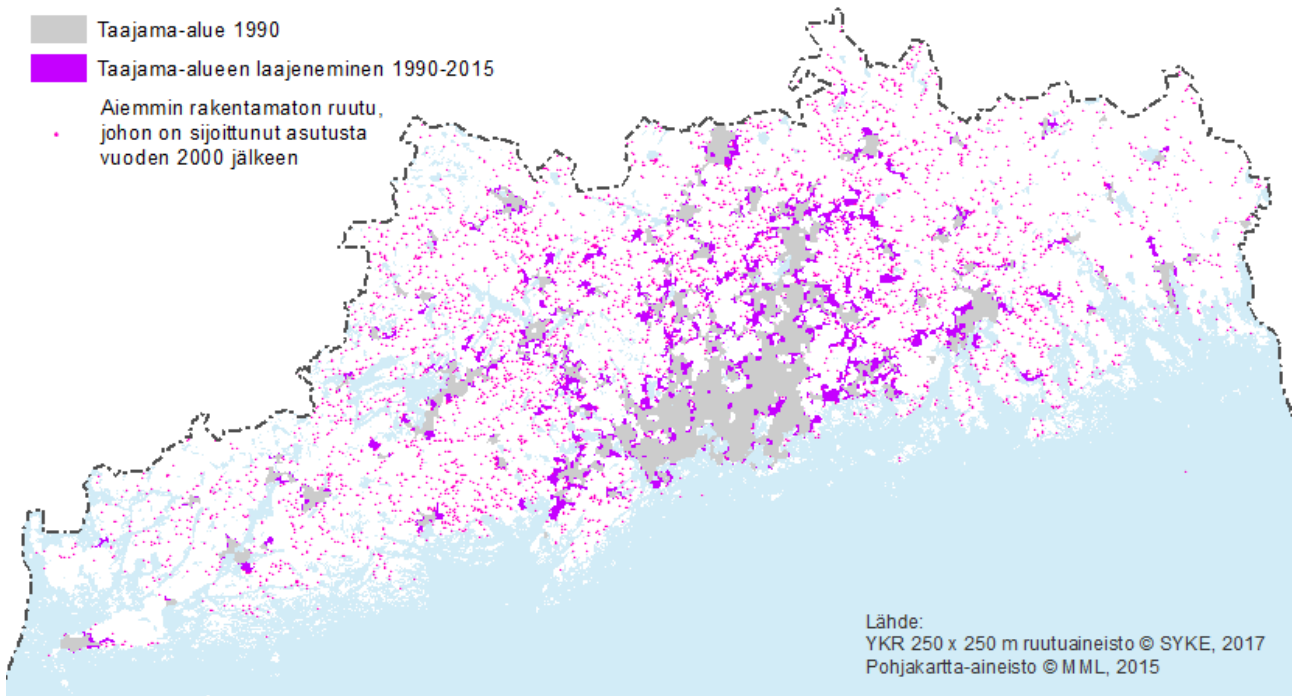 Taajama-alue 1990
Taajama-alueen laajeneminen 1990-2015
Aiemmin rakentamaton ruutu,
johon on sijoittunut asutusta
vuoden 2000 jälkeen
Lähde:
YKR 250 x 250 m ruutuaineisto © SYKE, 2017
Pohjakartta-aineisto © MML, 2015